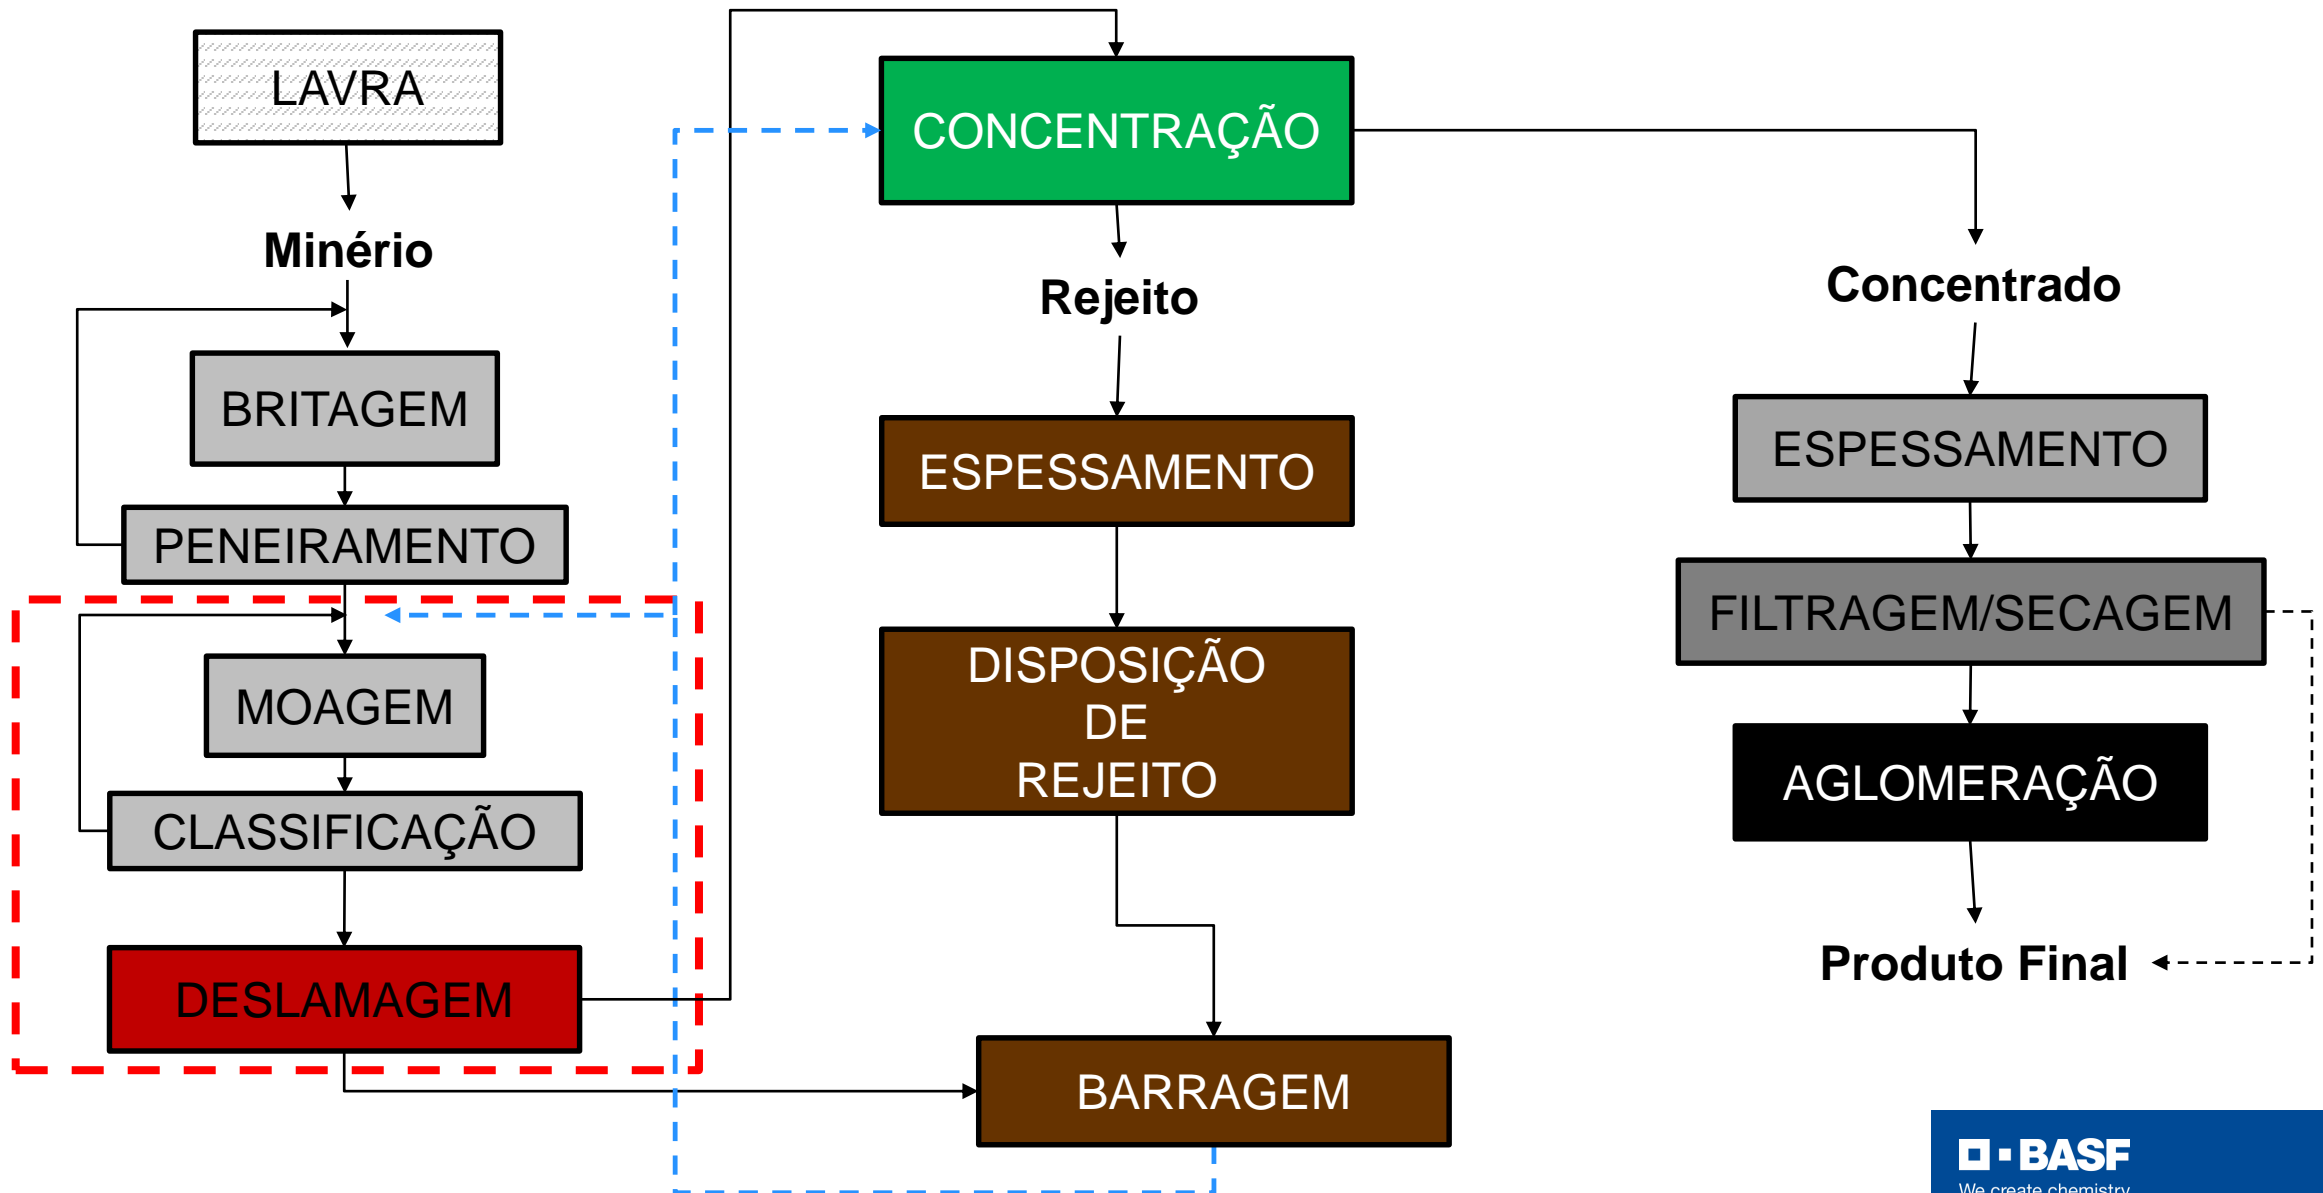 LAVRA
Minério
BRITAGEM
PENEIRAMENTO
MOAGEM
CLASSIFICAÇÃO
DESLAMAGEM
CONCENTRAÇÃO
Rejeito
ESPESSAMENTO
DISPOSIÇÃO
DE
REJEITO
BARRAGEM
Concentrado
ESPESSAMENTO
FILTRAGEM/SECAGEM
AGLOMERAÇÃO
Produto Final
BASF
We create chemistry